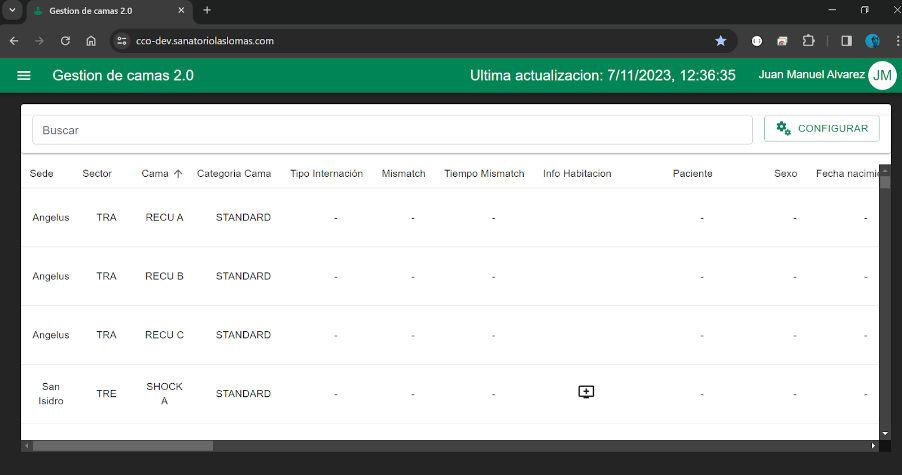 Gestion de camas 2.0
cco-dev.sanatoriolaslomas.com
Gestion de camas 2.0 Ultima actualizacion: 7/11/2023, 12:36:35 Juan Manuel Alvarez JM
Buscar CONFIGURAR
Sede Sector Cama Categoria Cama Tipo Internación Mismatch Tiempo Mismatch Info Habitacion Paciente Sexo Fecha nacimie
Angelus TRA RECU A STANDARD - - - - - -
Angelus TRA RECU B STANDARD - - - - - -
Angelus TRA RECU C STANDARD - - - - - -
San Isidro TRE SHOCK A STANDARD - - - - - -